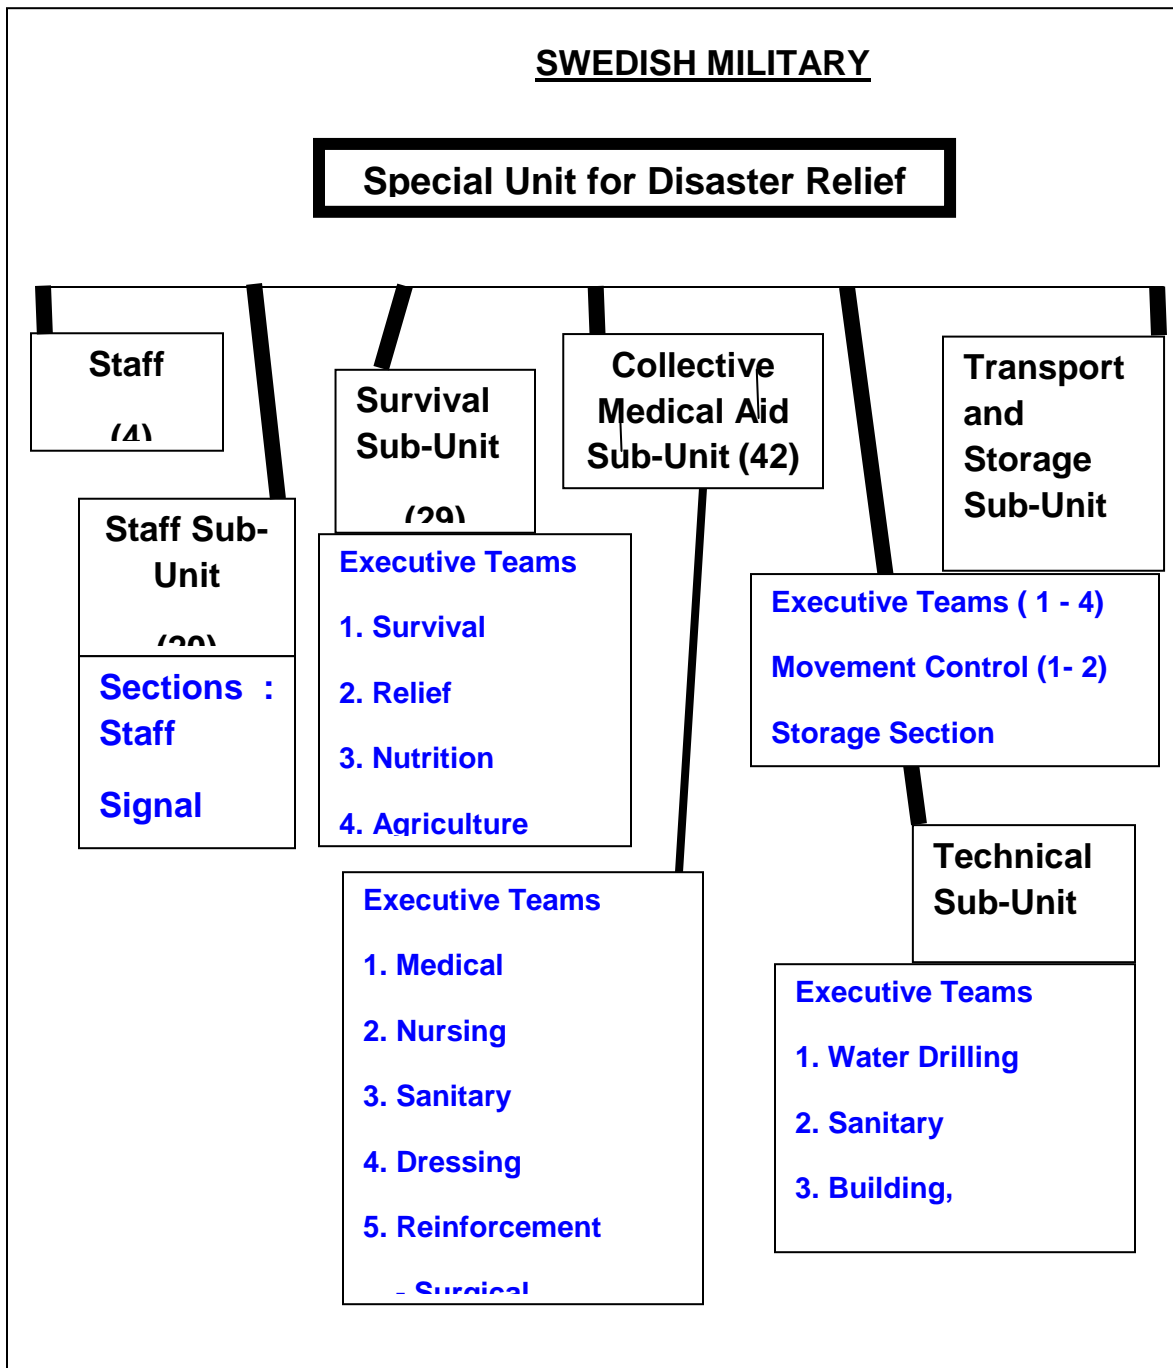 SWEDISH MILITARY
Special Unit for Disaster Relief
Staff
(4)
Staff Sub-
Unit
Sections :
Staff
Signal
Survival
Sub-Unit
(29)
Executive Teams
1. Survival
2. Relief
3. Nutrition
4. Agriculture
Collective
Medical Aid
Sub-Unit (42)
Executive Teams
1. Medical
2. Nursing
3. Sanitary
4. Dressing
5. Reinforcement
- Surgical
Transport
and
Storage
Sub-Unit
Executive Teams ( 1 - 4)
Movement Control (1- 2)
Storage Section
Technical
Sub-Unit
Executive Teams
1. Water Drilling
2. Sanitary
3. Building,